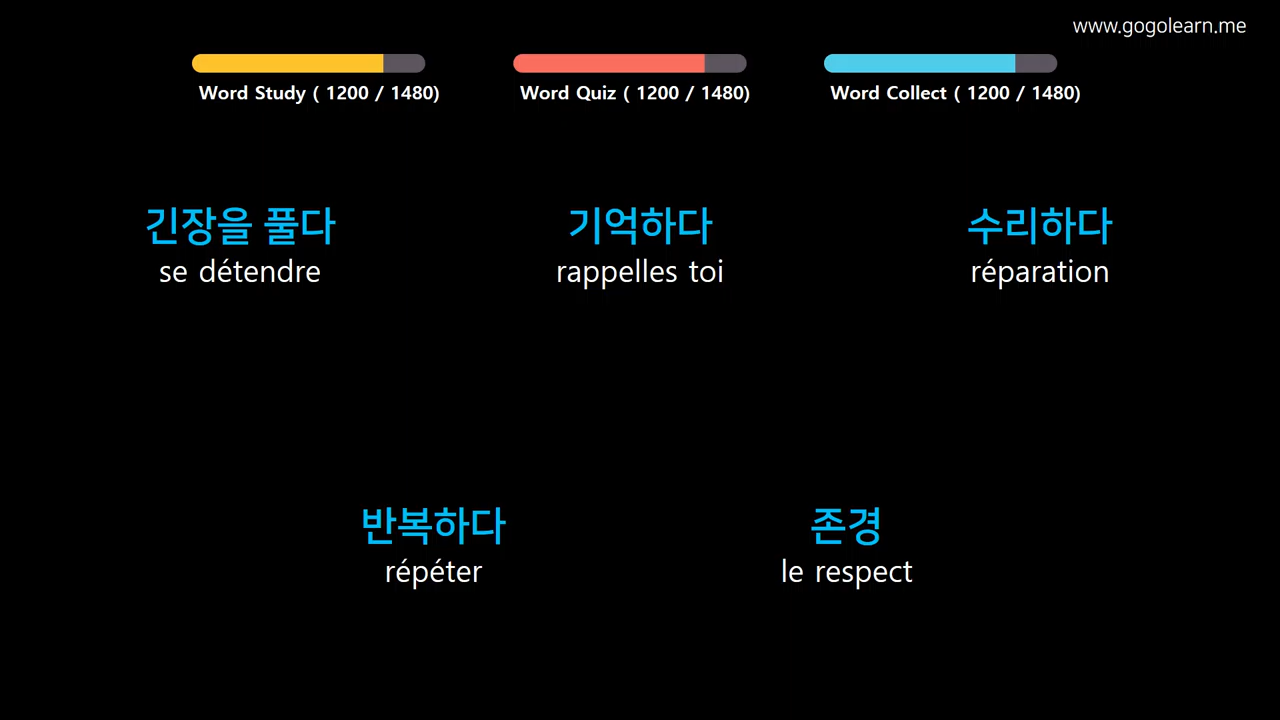 www.gogolearn.me
Word Study ( 1200 / 1480)
Word Quiz ( 1200 / 1480)
Word Collect ( 1200 / 1480)
긴장을 풀다
se détendre
기억하다
rappelles toi
수리하다
réparation
반복하다
répéter
존경
le respect